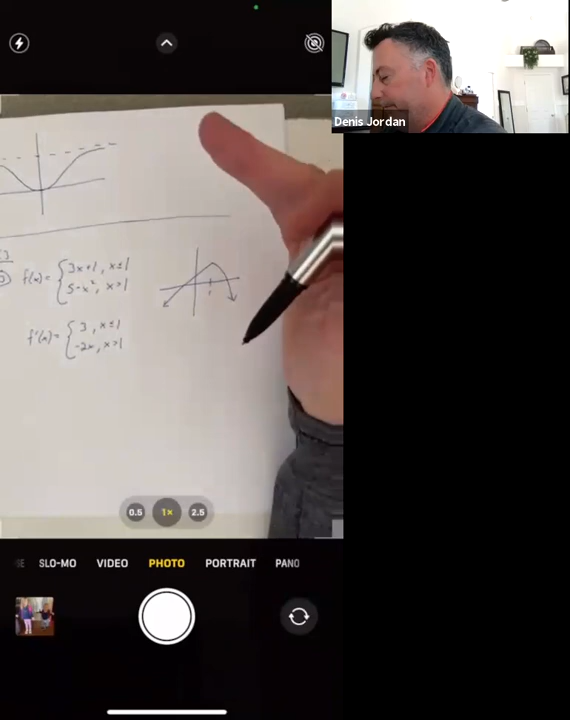 Denis Jordan
f(x) = { 3x+1, x≤1
5-x², x>1
f'(x) = { 3, x≤1
-2x, x>1
0.5 1× 2.5
SLO-MO VIDEO PHOTO PORTRAIT PANO